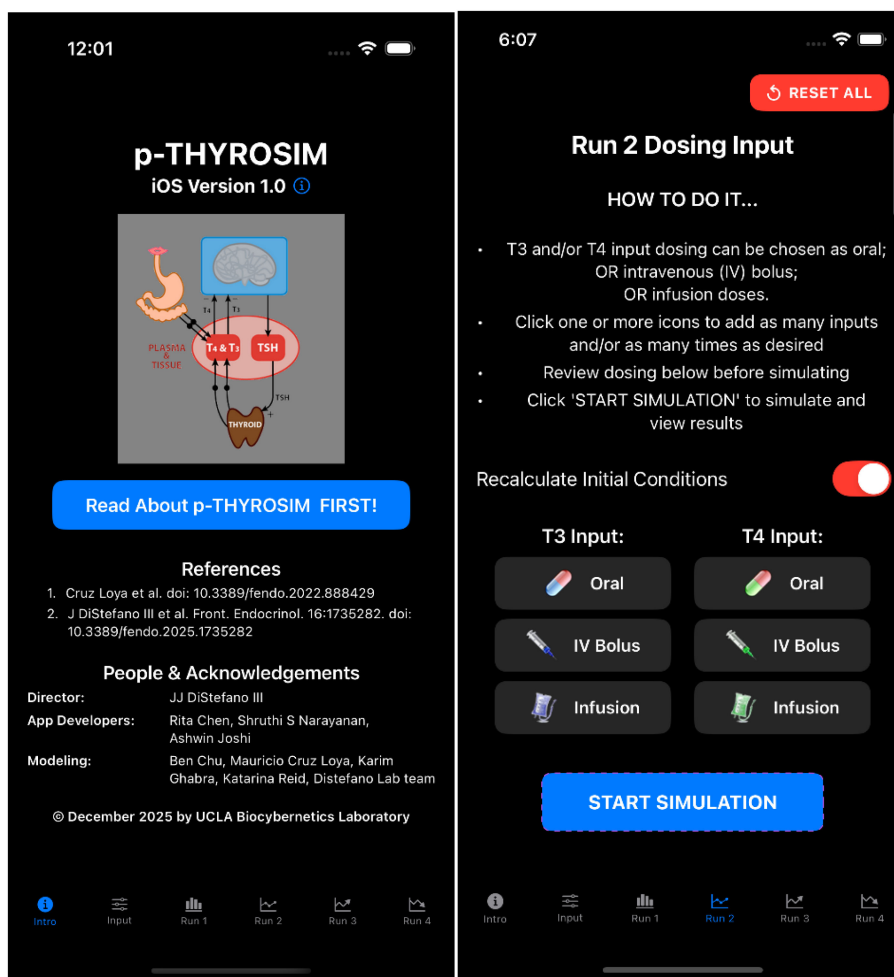 12:01
p-THYROSIM
iOS Version 1.0
T4
T3
PLASMA
&
TISSUE
T4 & T3
TSH
TSH
THYROID
Read About p-THYROSIM FIRST!
References
1. Cruz Loya et al. doi: 10.3389/fendo.2022.888429
2. J DiStefano III et al. Front. Endocrinol. 16:1735282. doi:
10.3389/fendo.2025.1735282
People & Acknowledgements
Director: JJ DiStefano III
App Developers: Rita Chen, Shruthi S Narayanan,
Ashwin Joshi
Modeling: Ben Chu, Mauricio Cruz Loya, Karim
Ghabra, Katarina Reid, Distefano Lab team
© December 2025 by UCLA Biocybernetics Laboratory
Intro Input Run 1 Run 2 Run 3 Run 4
6:07
RESET ALL
Run 2 Dosing Input
HOW TO DO IT...
• T3 and/or T4 input dosing can be chosen as oral;
OR intravenous (IV) bolus;
OR infusion doses.
• Click one or more icons to add as many inputs
and/or as many times as desired
• Review dosing below before simulating
• Click 'START SIMULATION' to simulate and
view results
Recalculate Initial Conditions
T3 Input: T4 Input:
Oral Oral
IV Bolus IV Bolus
Infusion Infusion
START SIMULATION
Intro Input Run 1 Run 2 Run 3 Run 4